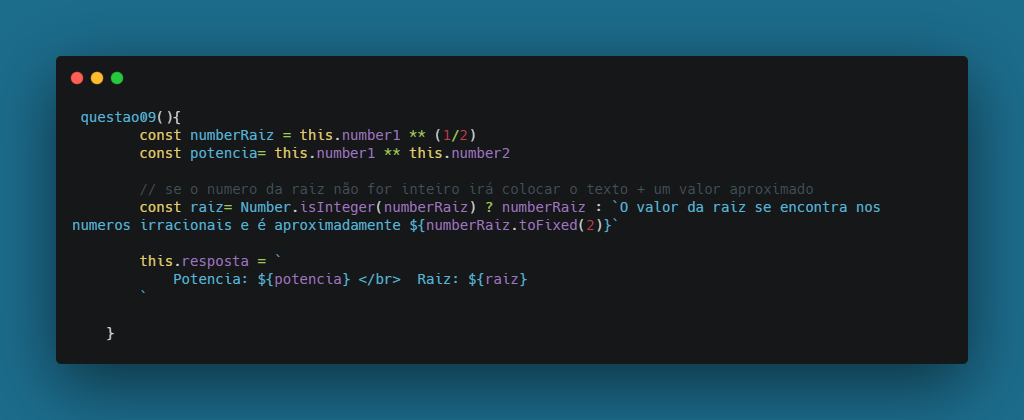 questao09(){
const numberRaiz = this.number1 ** (1/2)
const potencia= this.number1 ** this.number2
// se o numero da raiz não for inteiro irá colocar o texto + um valor aproximado
const raiz= Number.isInteger(numberRaiz) ? numberRaiz : `O valor da raiz se encontra nos
numeros irracionais e é aproximadamente ${numberRaiz.toFixed(2)}`
this.resposta = `
Potencia: ${potencia} </br>  Raiz: ${raiz}
`
}